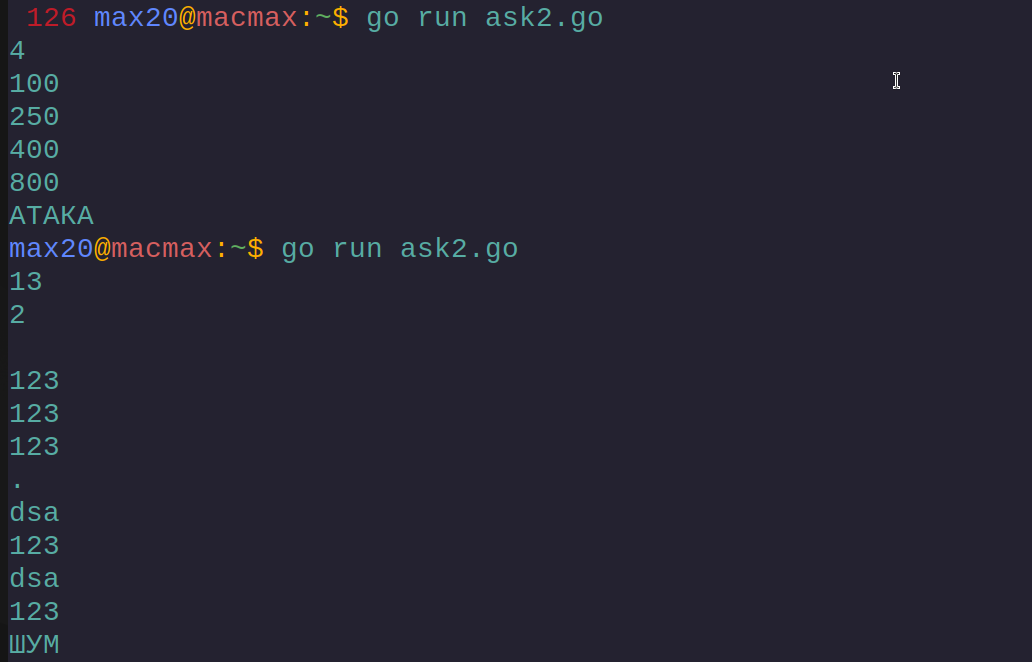 126 max20@macmax:~$ go run ask2.go
4
100
250
400
800
АТАКА
max20@macmax:~$ go run ask2.go
13
2
123
123
123
.
dsa
123
dsa
123
ШУМ